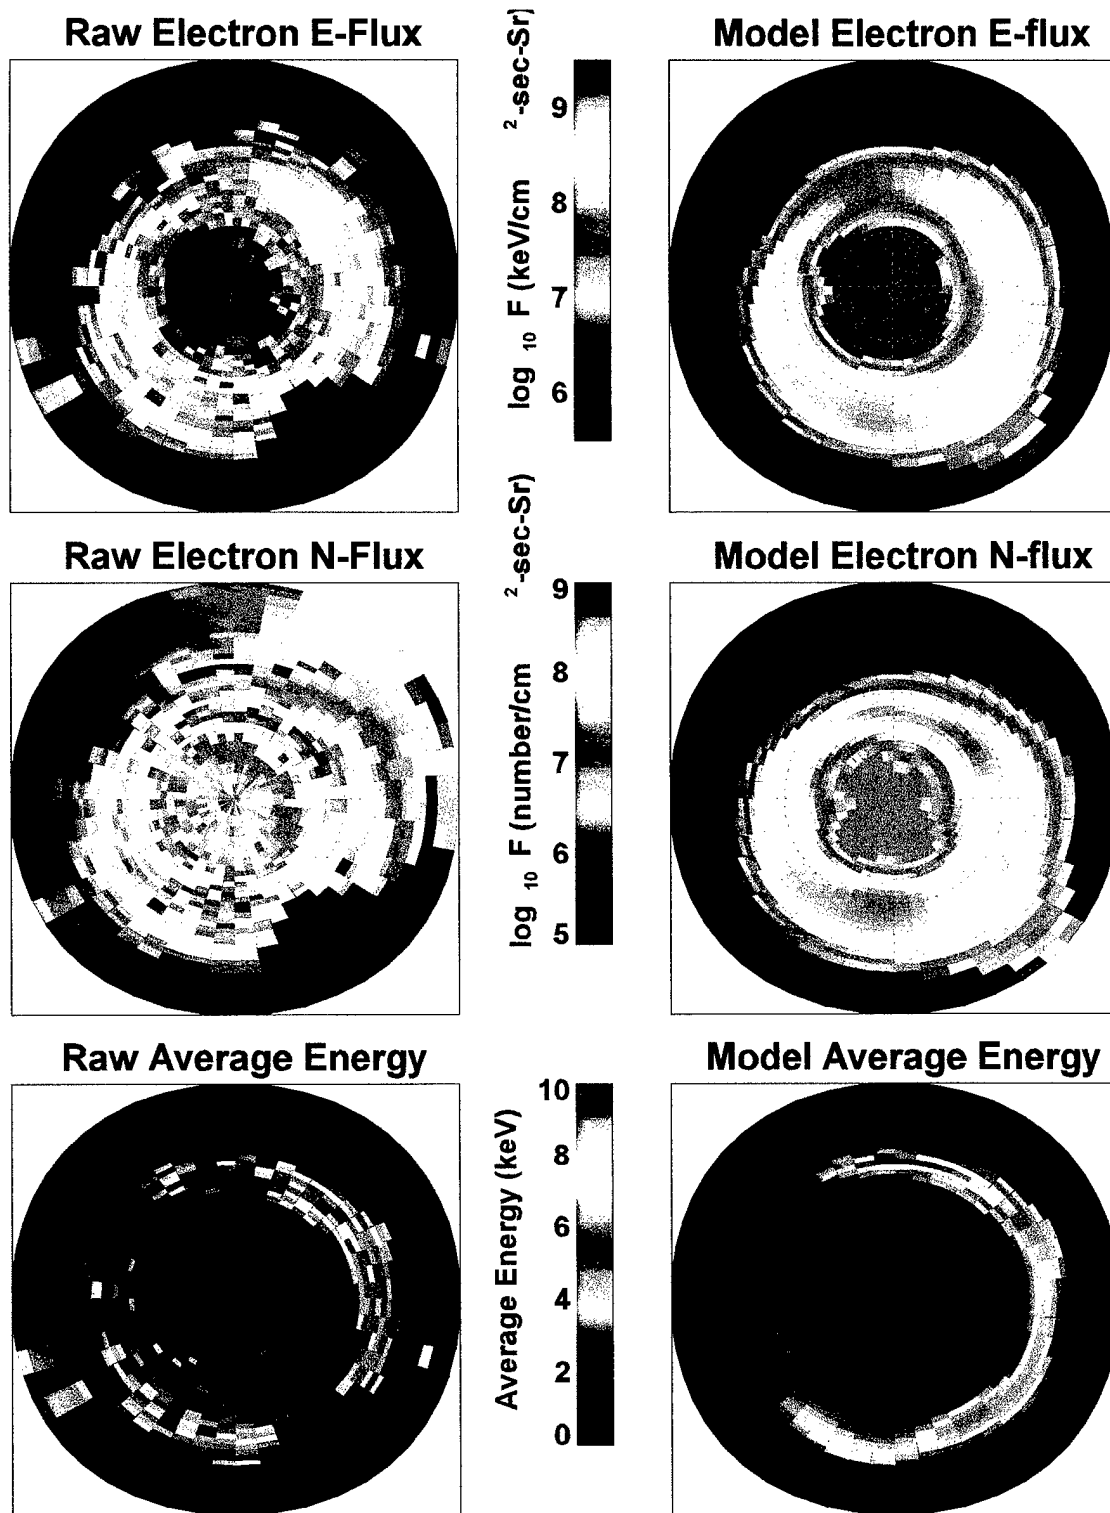 Raw Electron E-Flux
Model Electron E-flux
log 10 F (keV/cm 2 -sec-Sr)
9
8
7
6
Raw Electron N-Flux
Model Electron N-flux
log 10 F (number/cm 2 -sec-Sr)
9
8
7
6
5
Raw Average Energy
Model Average Energy
Average Energy (keV)
10
8
6
4
2
0